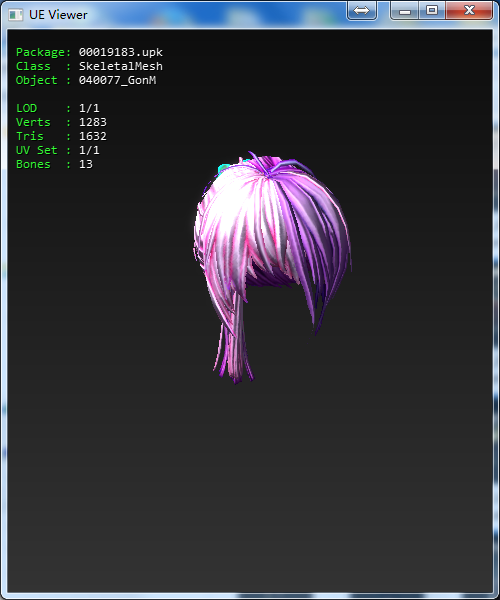 UE Viewer
Package: 00019183.upk
Class : SkeletalMesh
Object : 040077_GonM
LOD : 1/1
Verts : 1283
Tris : 1632
UV Set : 1/1
Bones : 13